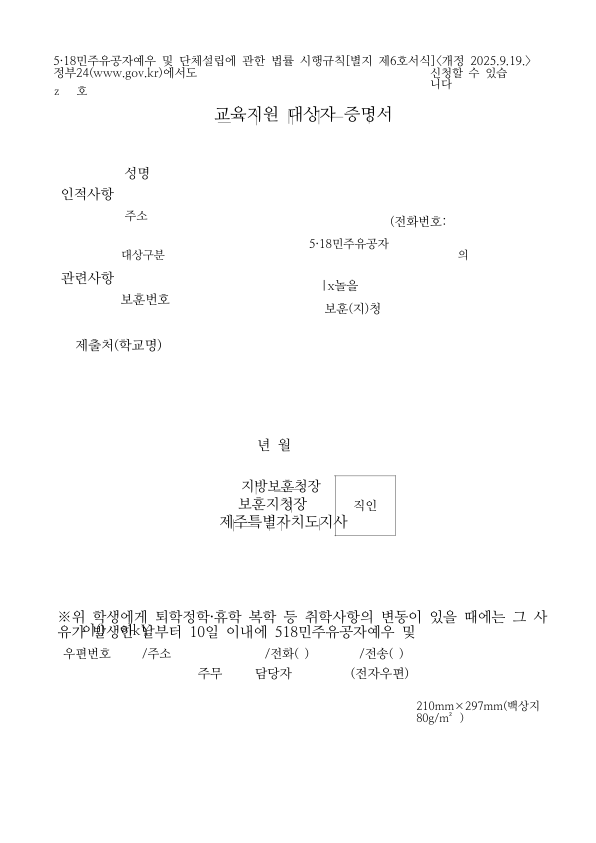 5·18민주유공자예우 및 단체설립에 관한 법률 시행규칙[별지 제6호서식]〈개정 2025.9.19.〉
정부24(www.gov.kr)에서도 신청할 수 있습
니다
z 호
교육지원 대상자 증명서
성명
인적사항
주소
(전화번호:
5·18민주유공자
대상구분 의
관련사항
|x놀을
보훈번호
보훈(지)청
제출처(학교명)
년 월
지방보훈청장
보훈지청장
직인
제주특별자치도지사
※위 학생에게 퇴학정학·휴학 복학 등 취학사항의 변동이 있을 때에는 그 사
유가 발생한 날부터 10일 이내에 518민주유공자예우 및
우편번호 /주소 /전화( ) /전송( )
주무 담당자 (전자우편)
210mm×297mm(백상지
80g/m² )